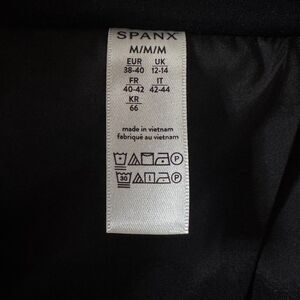 SPANX
M/M/M
EUR UK
38-40 12-14
FR IT
40-42 42-44
KR
66
made in vietnam
fabriqué au vietnam
P
30 P